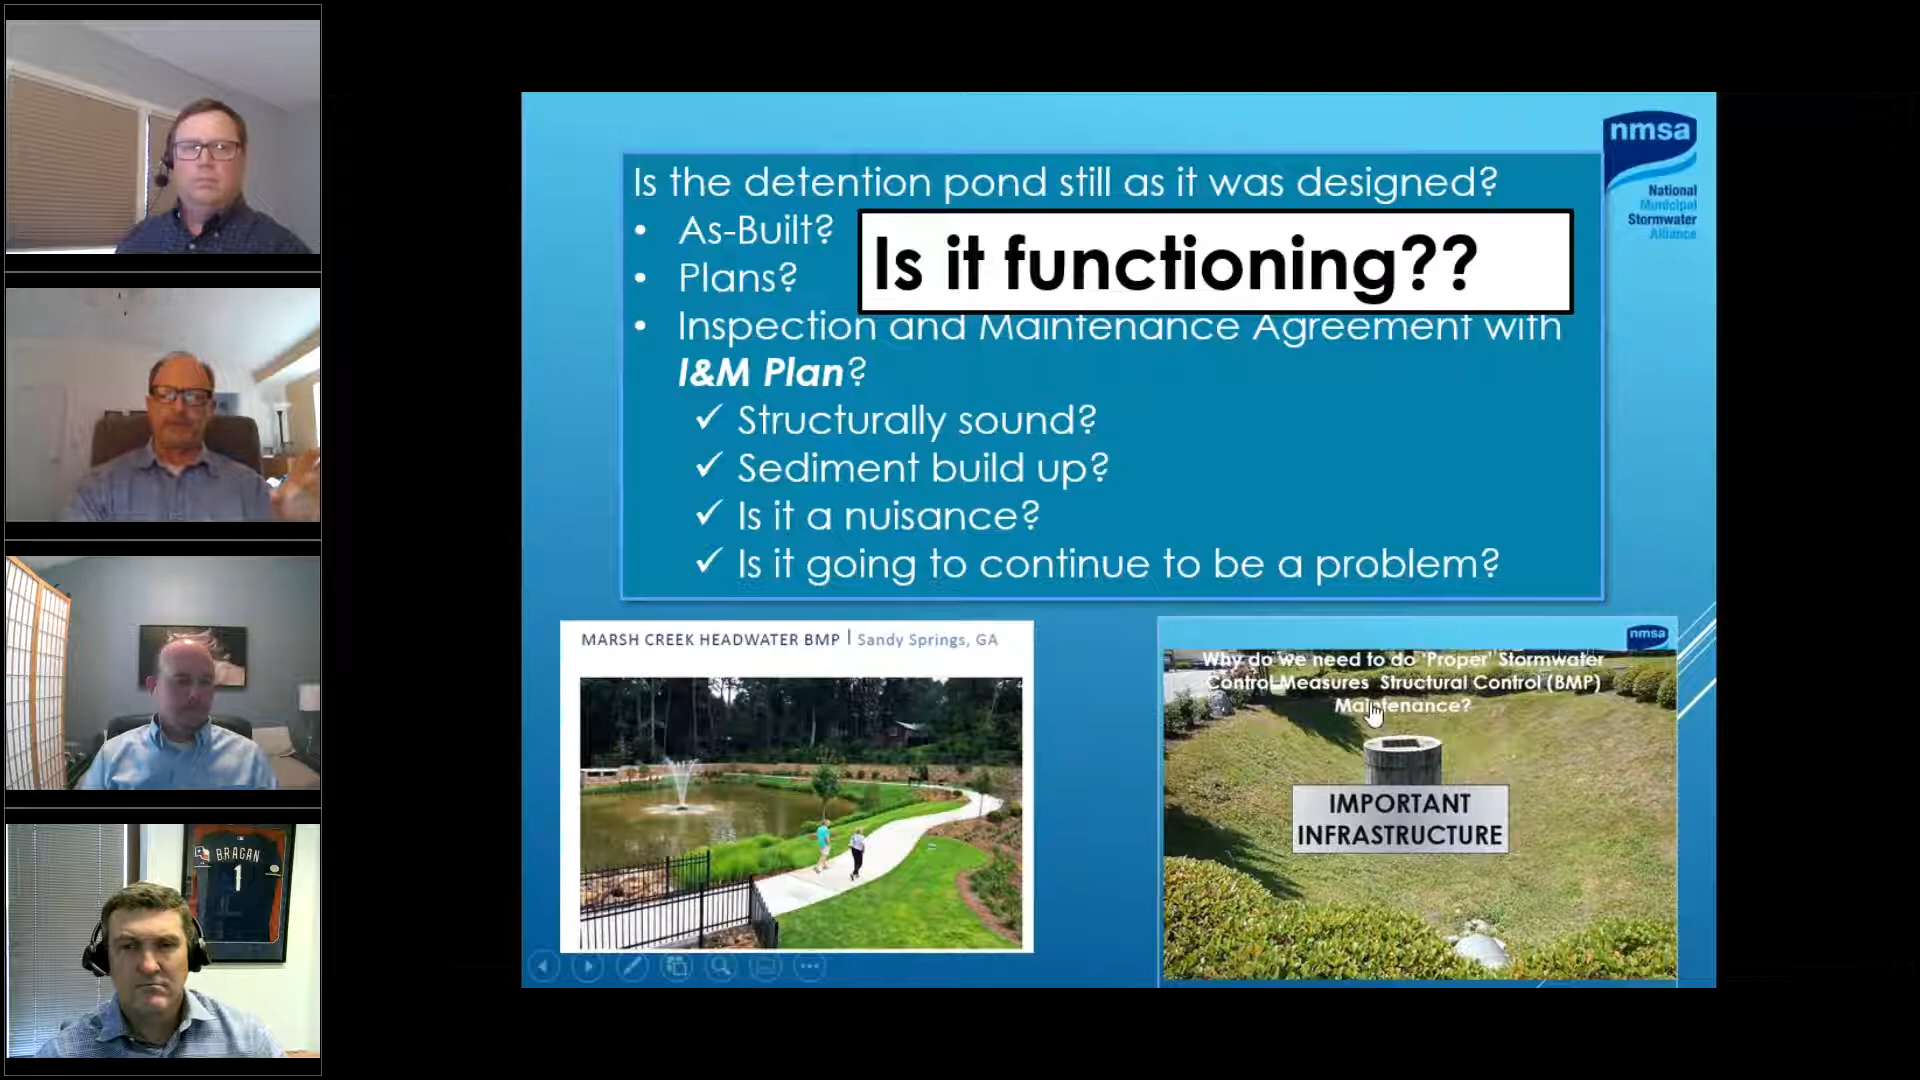 nmsa
National
Municipal
Stormwater
Alliance
Is the detention pond still as it was designed?
• As-Built?
Is it functioning??
• Plans?
• Inspection and Maintenance Agreement with
I&M Plan?
✓ Structurally sound?
✓ Sediment build up?
✓ Is it a nuisance?
✓ Is it going to continue to be a problem?
MARSH CREEK HEADWATER BMP | Sandy Springs, GA
nmsa
Why do we need to do 'Proper' Stormwater
Control Measures Structural Control (BMP)
Maintenance?
IMPORTANT
INFRASTRUCTURE
BRAGAN
1